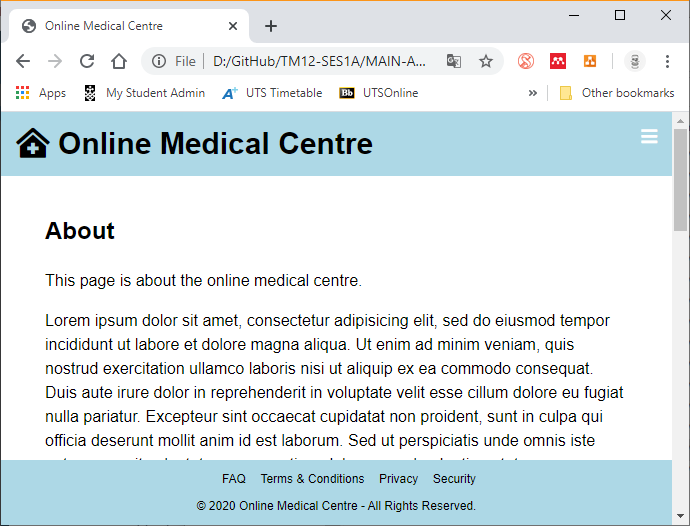 Online Medical Centre
File D:/GitHub/TM12-SES1A/MAIN-A...
Apps My Student Admin UTS Timetable Bb UTSOnline » Other bookmarks
Online Medical Centre
About
This page is about the online medical centre.
Lorem ipsum dolor sit amet, consectetur adipisicing elit, sed do eiusmod tempor
incididunt ut labore et dolore magna aliqua. Ut enim ad minim veniam, quis
nostrud exercitation ullamco laboris nisi ut aliquip ex ea commodo consequat.
Duis aute irure dolor in reprehenderit in voluptate velit esse cillum dolore eu fugiat
nulla pariatur. Excepteur sint occaecat cupidatat non proident, sunt in culpa qui
officia deserunt mollit anim id est laborum. Sed ut perspiciatis unde omnis iste
FAQ Terms & Conditions Privacy Security
© 2020 Online Medical Centre - All Rights Reserved.